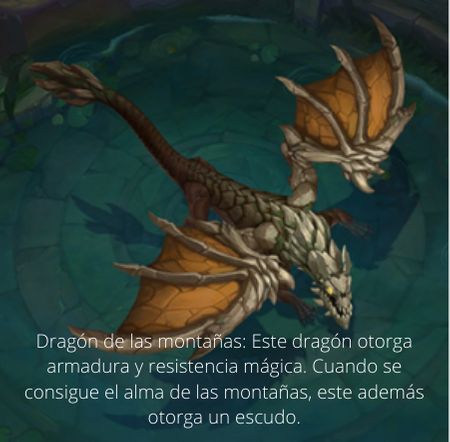 Dragón de las montañas: Este dragón otorga
armadura y resistencia mágica. Cuando se
consigue el alma de las montañas, este además
otorga un escudo.